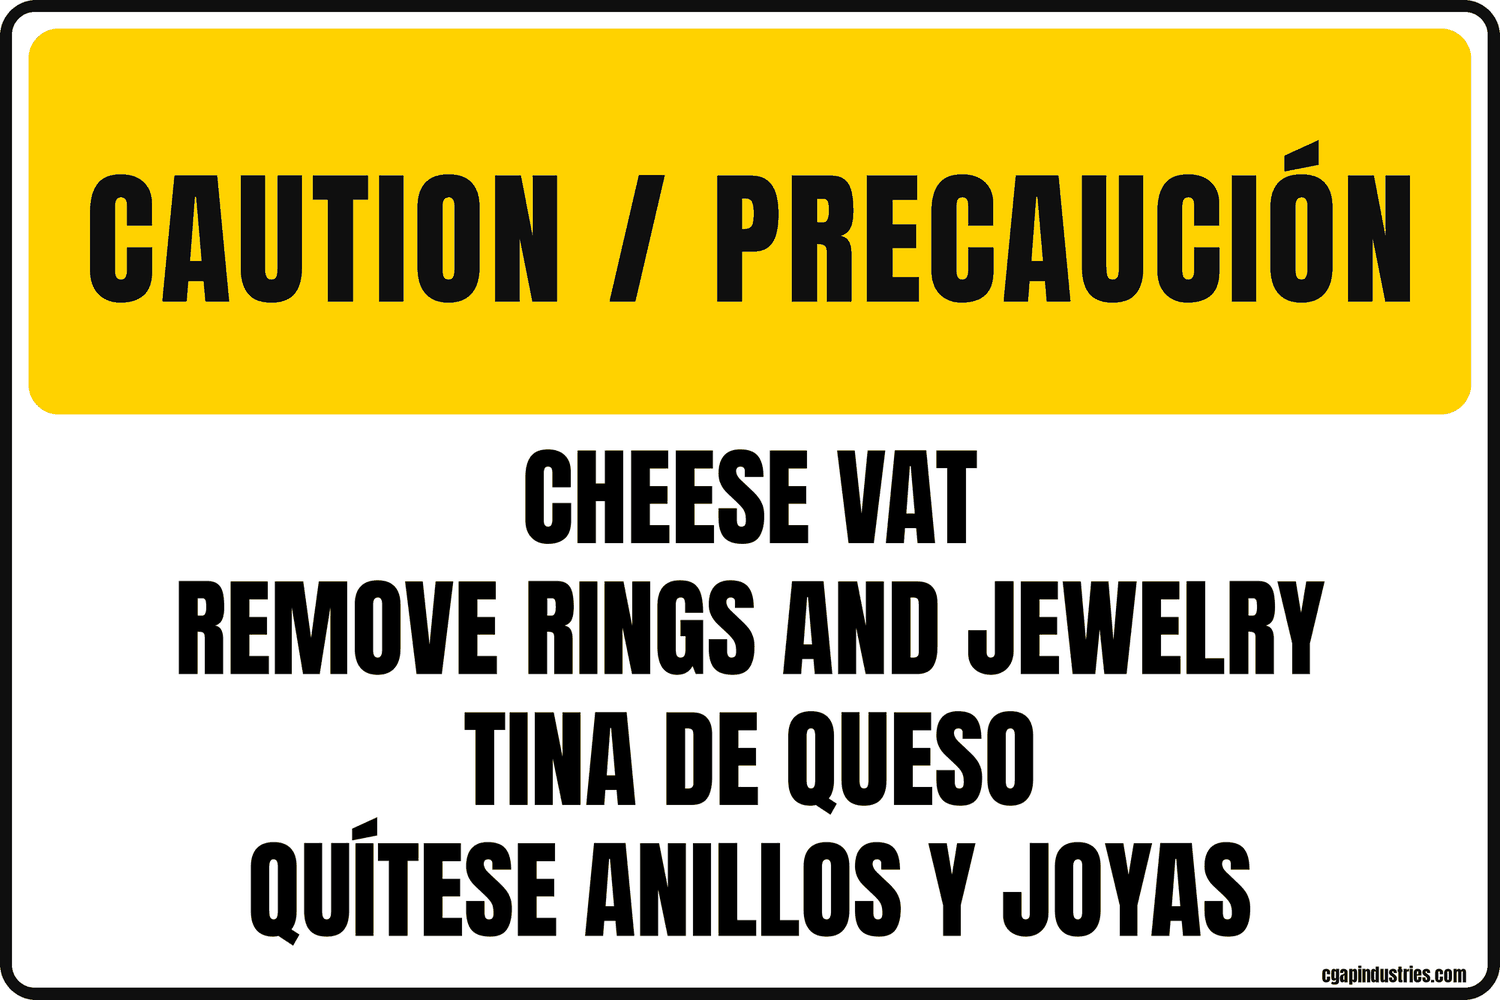 CAUTION / PRECAUCIÓN
CHEESE VAT
REMOVE RINGS AND JEWELRY
TINA DE QUESO
QUÍTESE ANILLOS Y JOYAS
cgapindustries.com